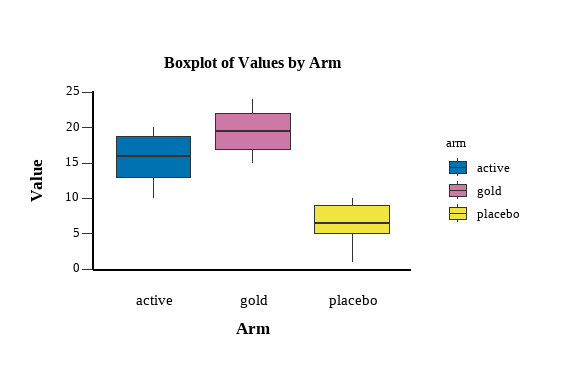 Boxplot of Values by Arm
25
20
15
10
5
0
Value
active
gold
placebo
Arm
arm
active
gold
placebo